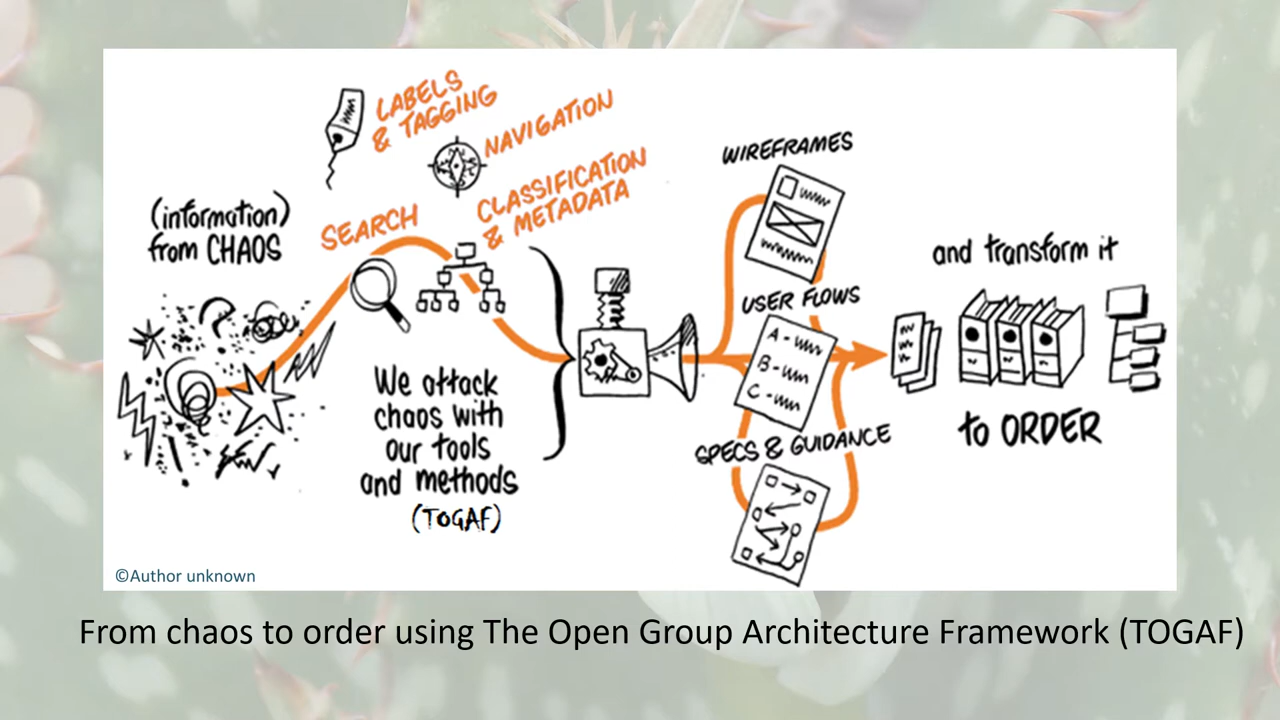 LABELS
& TAGGING
NAVIGATION
CLASSIFICATION
& METADATA
SEARCH
(information)
from CHAOS
We attack
chaos with
our tools
and methods
(TOGAF)
WIREFRAMES
USER FLOWS
A -
B -
C -
SPECS & GUIDANCE
and transform it
to ORDER
©Author unknown
From chaos to order using The Open Group Architecture Framework (TOGAF)